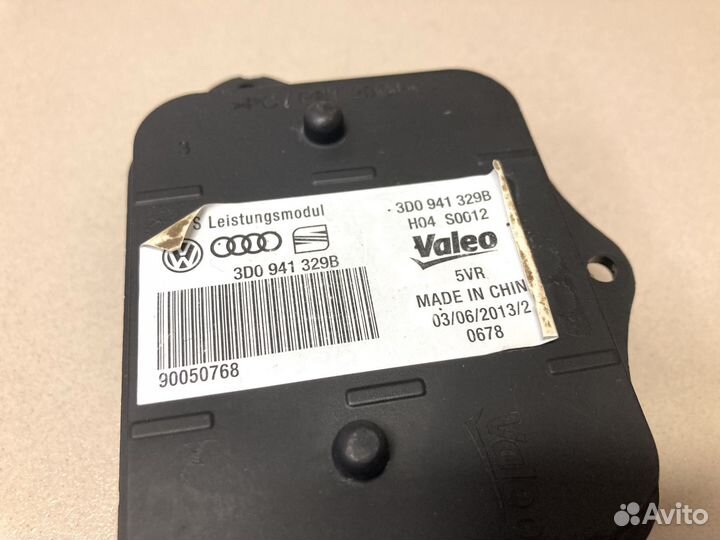 S Leistungsmodul
3D0 941 329B
90050768
3D0 941 329B
H04 S0012
Valeo
5VR
MADE IN CHIN
03/06/2013/2
0678
Valeo
Avito